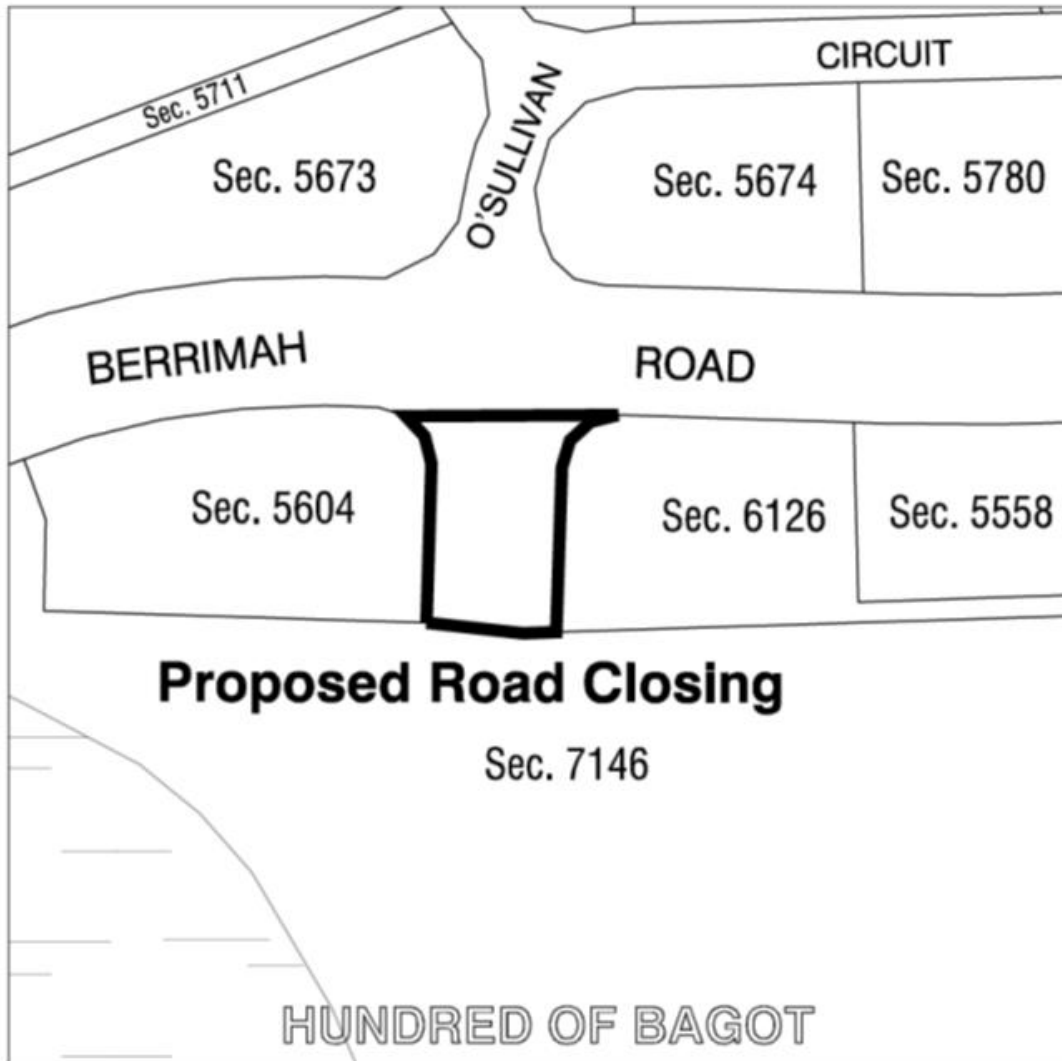 CIRCUIT
Sec. 5711
O'SULLIVAN
Sec. 5673
Sec. 5674
Sec. 5780
BERRIMAH ROAD
Sec. 5604
Sec. 6126
Sec. 5558
Proposed Road Closing
Sec. 7146
HUNDRED OF BAGOT